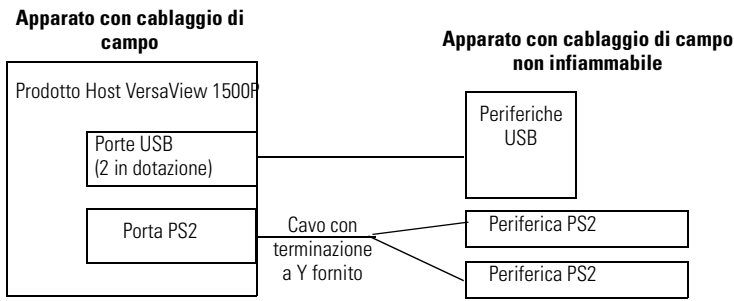 Apparato con cablaggio di
campo
Apparato con cablaggio di campo
non infiammabile
Prodotto Host VersaView 1500P
Periferiche
USB
Porte USB
(2 in dotazione)
Porta PS2
Cavo con
terminazione
a Y fornito
Periferica PS2
Periferica PS2